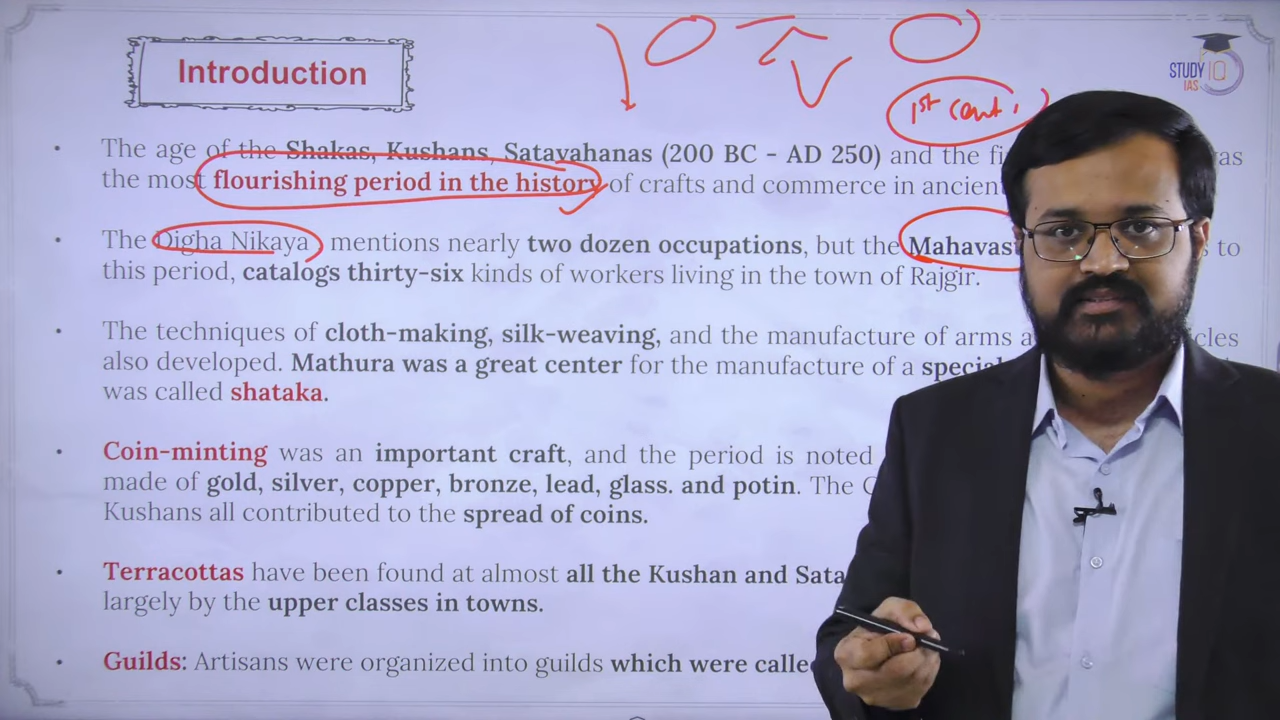 Introduction
STUDY IQ
IAS
1st cent.
• The age of the Shakas, Kushans, Satavahanas (200 BC - AD 250) and the
the most flourishing period in the history of crafts and commerce in ancient
• The Digha Nikaya mentions nearly two dozen occupations, but the to
this period, catalogs thirty-six kinds of workers living in the town of Rajgir.
• The techniques of cloth-making, silk-weaving, and the manufacture of arms
also developed. Mathura was a great center for the manufacture of a
was called shataka.
• Coin-minting was an important craft, and the period is noted
made of gold, silver, copper, bronze, lead, glass. and potin. The
Kushans all contributed to the spread of coins.
• Terracottas have been found at almost all the Kushan and
largely by the upper classes in towns.
• Guilds: Artisans were organized into guilds which were